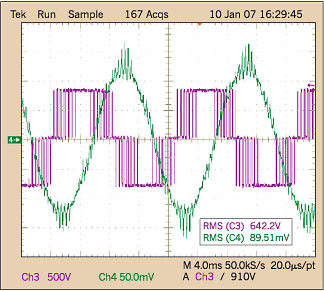 Tek Run Sample 167 Acqs 10 Jan 07 16:29:45
4
RMS (C3) 642.2V
RMS (C4) 89.51mV
M 4.0ms 50.0kS/s 20.0µs/pt
Ch3 500V Ch4 50.0mV A Ch3 / 910V